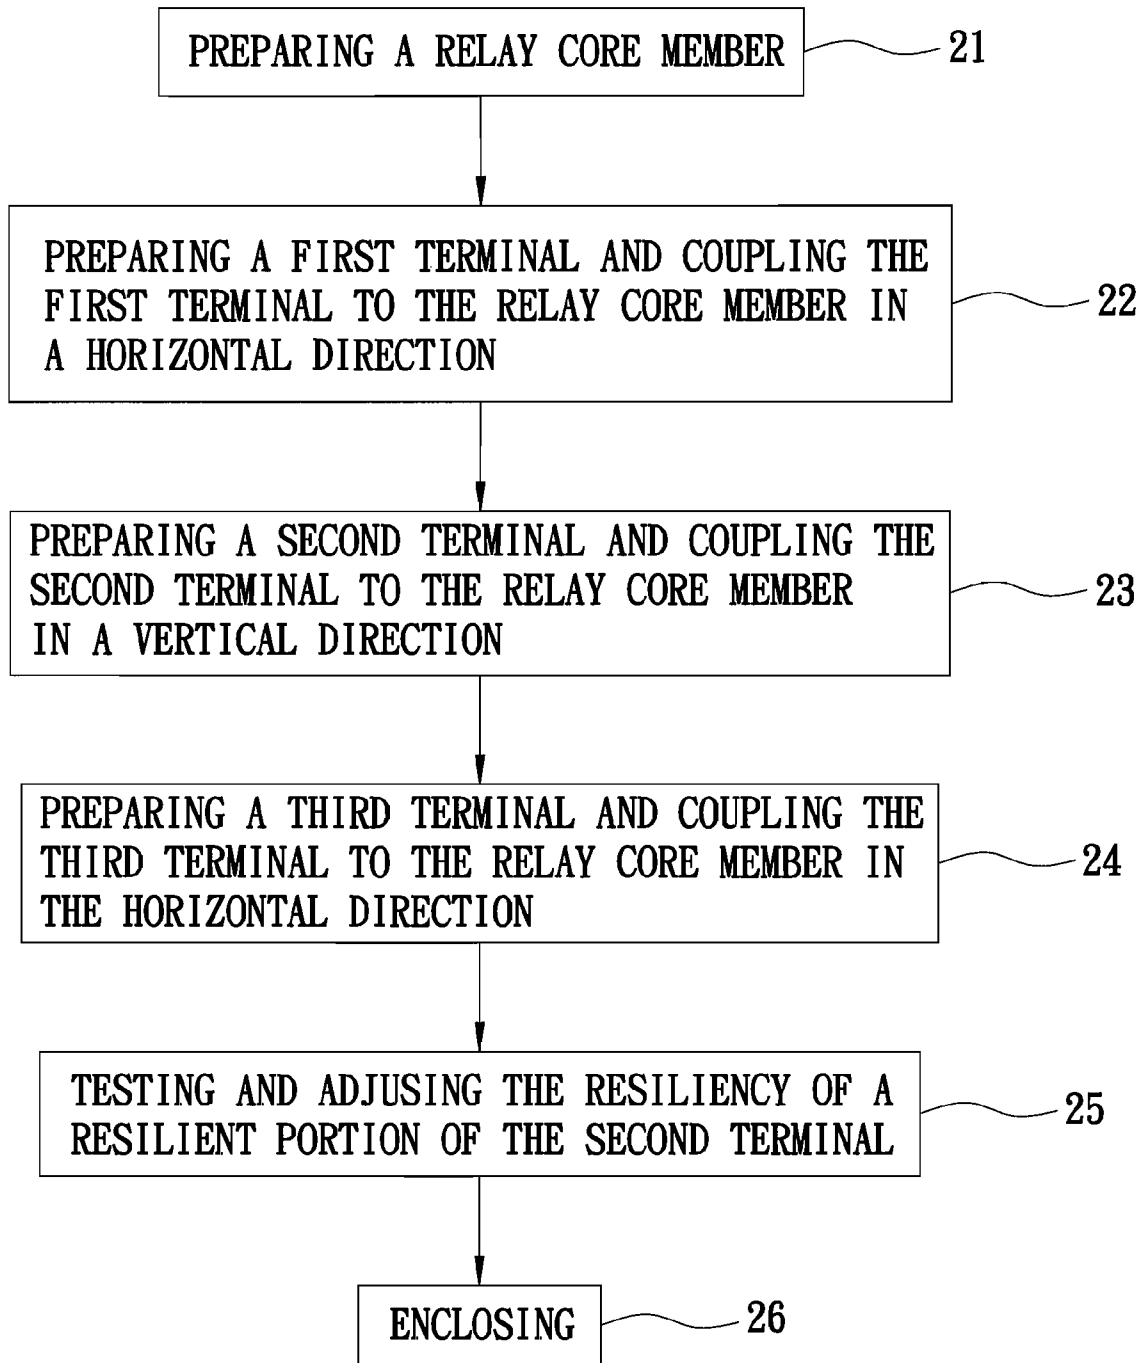 PREPARING A RELAY CORE MEMBER
21
PREPARING A FIRST TERMINAL AND COUPLING THE
FIRST TERMINAL TO THE RELAY CORE MEMBER IN
A HORIZONTAL DIRECTION
22
PREPARING A SECOND TERMINAL AND COUPLING THE
SECOND TERMINAL TO THE RELAY CORE MEMBER
IN A VERTICAL DIRECTION
23
PREPARING A THIRD TERMINAL AND COUPLING THE
THIRD TERMINAL TO THE RELAY CORE MEMBER IN
THE HORIZONTAL DIRECTION
24
TESTING AND ADJUSING THE RESILIENCY OF A
RESILIENT PORTION OF THE SECOND TERMINAL
25
ENCLOSING
26